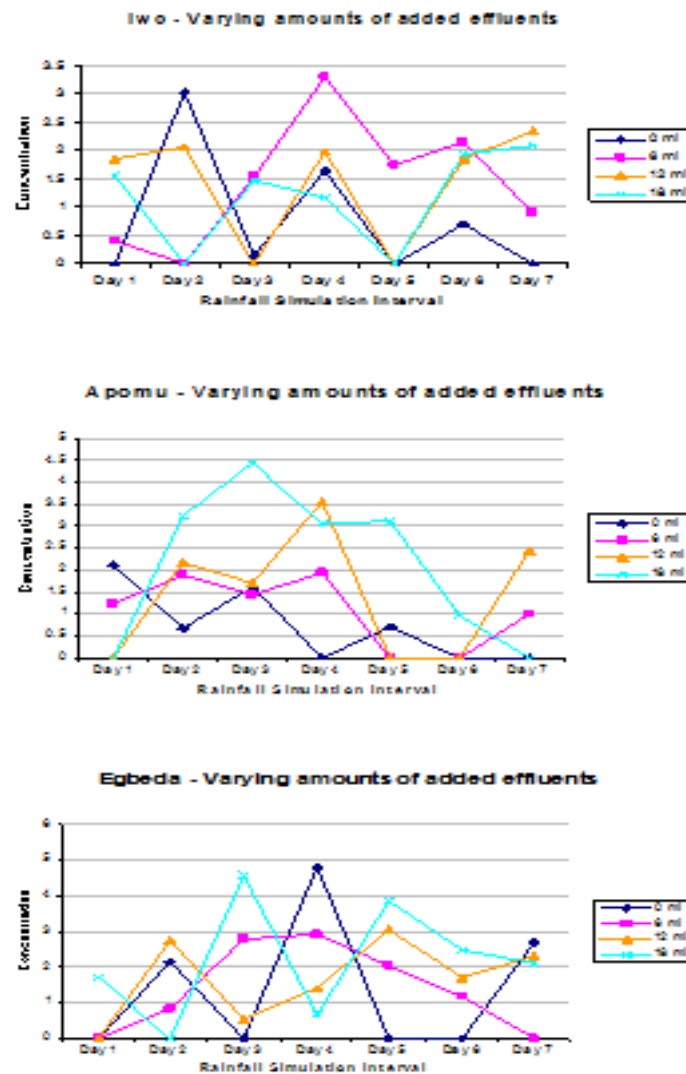 Iwo - Varying amounts of added effluents
3.5
3
2.5
2
1.5
1
0.5
0
Concentration
Day 1 Day 2 Day 3 Day 4 Day 5 Day 6 Day 7
Rainfall Simulation Interval
0 ml
6 ml
12 ml
18 ml
Apomu - Varying amounts of added effluents
5
4.5
4
3.5
3
2.5
2
1.5
1
0.5
0
Concentration
Day 1 Day 2 Day 3 Day 4 Day 5 Day 6 Day 7
Rainfall Simulation Interval
0 ml
6 ml
12 ml
18 ml
Egbeda - Varying amounts of added effluents
6
5
4
3
2
1
0
Concentration
Day 1 Day 2 Day 3 Day 4 Day 5 Day 6 Day 7
Rainfall Simulation Interval
0 ml
6 ml
12 ml
18 ml